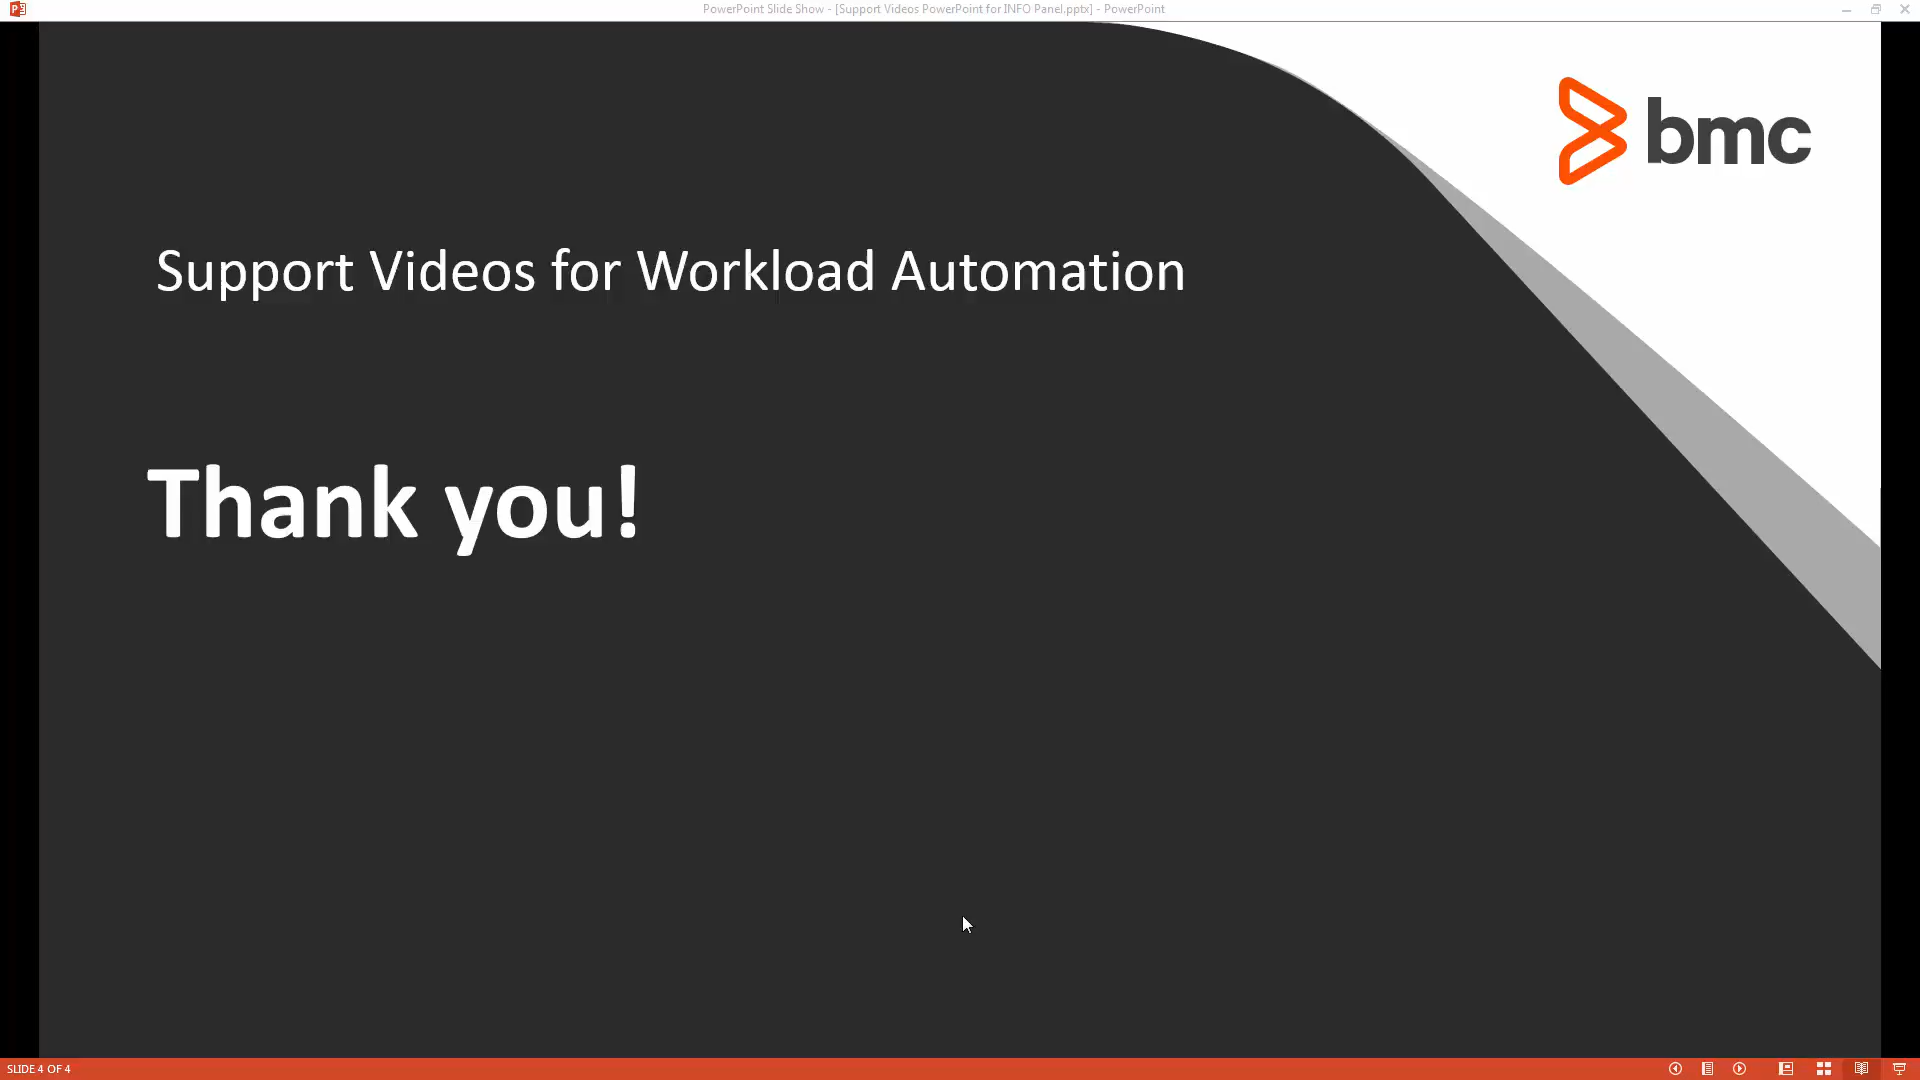 PowerPoint Slide Show - [Support Videos PowerPoint for INFO Panel.pptx] - PowerPoint
bmc
Support Videos for Workload Automation
Thank you!
SLIDE 4 OF 4